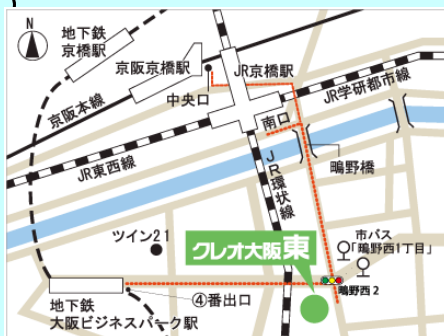 N
地下鉄
京橋駅
京阪京橋駅
JR京橋駅
京阪本線
中央口
JR学研都市線
南口
JR東西線
鴫野橋
JR環状線
クレオ大阪東
市バス
「鴫野西1丁目」
ツイン21
鴫野西2
④番出口
地下鉄
大阪ビジネスパーク駅